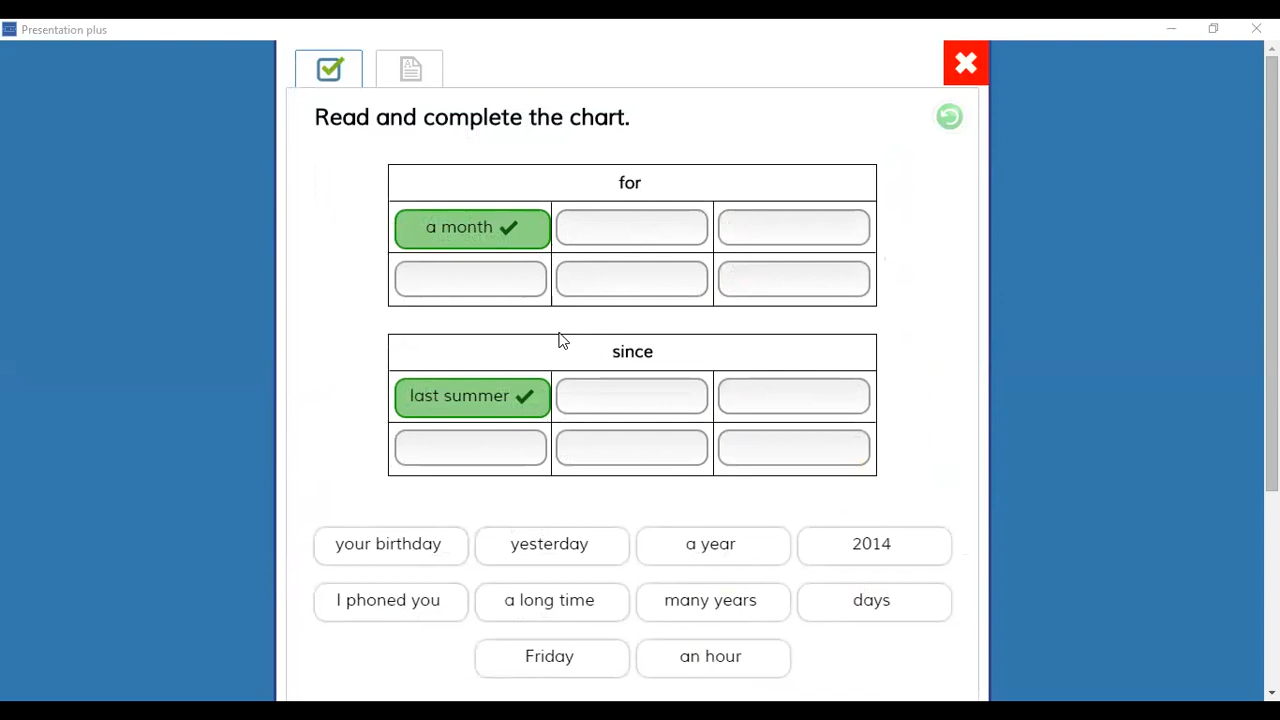 Presentation plus
Read and complete the chart.
for
a month
since
last summer
your birthday yesterday a year 2014
I phoned you a long time many years days
Friday an hour